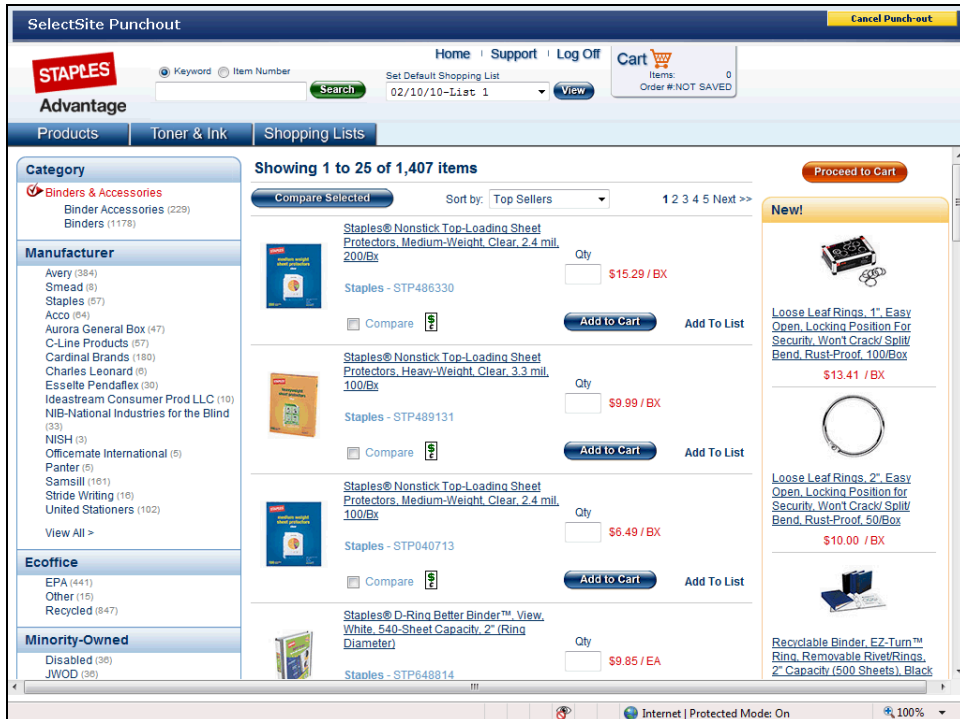 SelectSite Punchout
Cancel Punch-out
STAPLES
Advantage
Keyword
Item Number
Search
Home
Support
Log Off
Set Default Shopping List
02/10/10-List 1
View
Cart
Items: 0
Order #:NOT SAVED
Products
Toner & Ink
Shopping Lists
Category
Binders & Accessories
Binder Accessories (229)
Binders (1178)
Manufacturer
Avery (384)
Smead (8)
Staples (57)
Acco (64)
Aurora General Box (47)
C-Line Products (57)
Cardinal Brands (180)
Charles Leonard (6)
Esselte Pendaflex (30)
Ideastream Consumer Prod LLC (10)
NIB-National Industries for the Blind
(33)
NISH (3)
Officemate International (5)
Panter (5)
Samsill (161)
Stride Writing (16)
United Stationers (102)
View All >
Ecoffice
EPA (441)
Other (15)
Recycled (847)
Minority-Owned
Disabled (36)
JWOD (36)
Showing 1 to 25 of 1,407 items
Compare Selected
Sort by: Top Sellers
1 2 3 4 5 Next >>
Staples® Nonstick Top-Loading Sheet
Protectors, Medium-Weight, Clear, 2.4 mil,
200/Bx
Staples - STP486330
Qty
$15.29 / BX
Compare
Add to Cart
Add To List
Staples® Nonstick Top-Loading Sheet
Protectors, Heavy-Weight, Clear, 3.3 mil,
100/Bx
Staples - STP489131
Qty
$9.99 / BX
Compare
Add to Cart
Add To List
Staples® Nonstick Top-Loading Sheet
Protectors, Medium-Weight, Clear, 2.4 mil,
100/Bx
Staples - STP040713
Qty
$6.49 / BX
Compare
Add to Cart
Add To List
Staples® D-Ring Better Binder™, View,
White, 540-Sheet Capacity, 2" (Ring
Diameter)
Staples - STP648814
Qty
$9.85 / EA
Proceed to Cart
New!
Loose Leaf Rings, 1", Easy
Open, Locking Position For
Security, Won't Crack/ Split/
Bend, Rust-Proof, 100/Box
$13.41 / BX
Loose Leaf Rings, 2", Easy
Open, Locking Position for
Security, Won't Crack/ Split/
Bend, Rust-Proof, 50/Box
$10.00 / BX
Recyclable Binder, EZ-Turn™
Ring, Removable Rivet/Rings,
2" Capacity (500 Sheets), Black
Internet | Protected Mode: On
100%